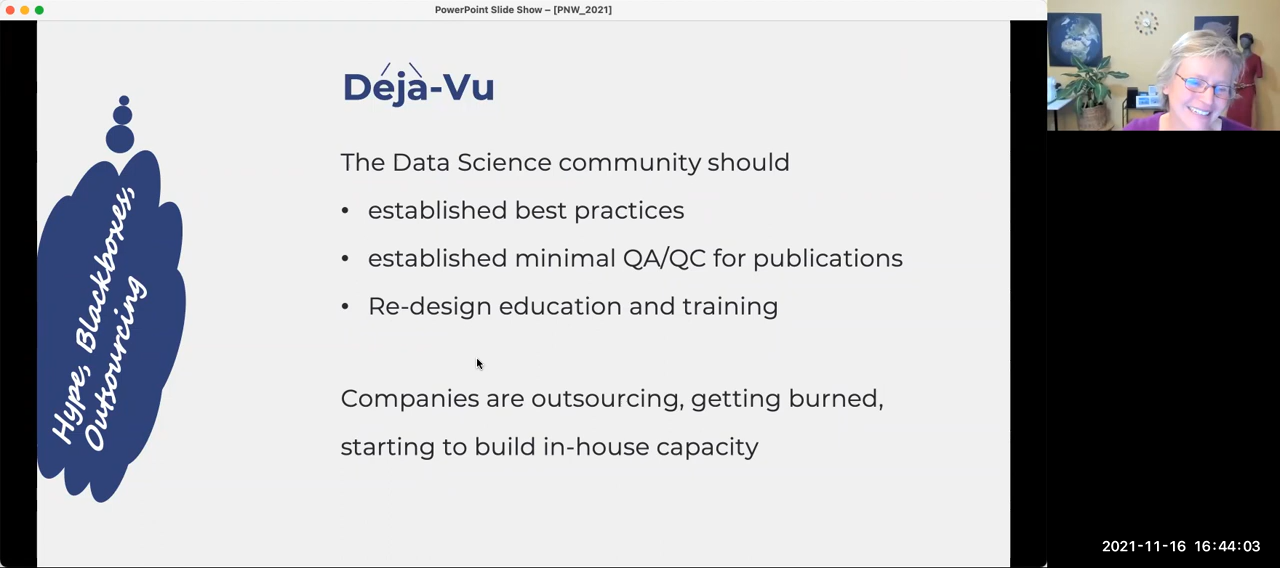 PowerPoint Slide Show – [PNW_2021]
Déjà-Vu
The Data Science community should
• established best practices
• established minimal QA/QC for publications
• Re-design education and training
Companies are outsourcing, getting burned,
starting to build in-house capacity
Hype, Blackboxes,
Outsourcing
2021-11-16 16:44:03